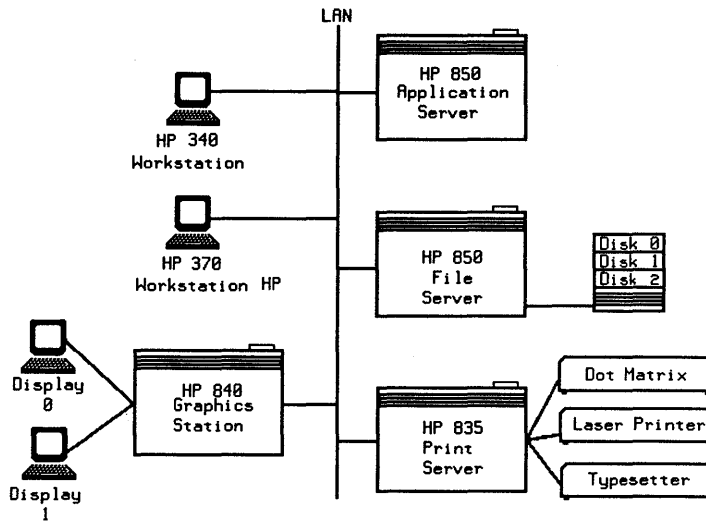 LAN
HP 850
Application
Server
HP 340
Workstation
HP 370
Workstation HP
HP 850
File
Server
Disk 0
Disk 1
Disk 2
Display
0
HP 840
Graphics
Station
Display
1
HP 835
Print
Server
Dot Matrix
Laser Printer
Typesetter